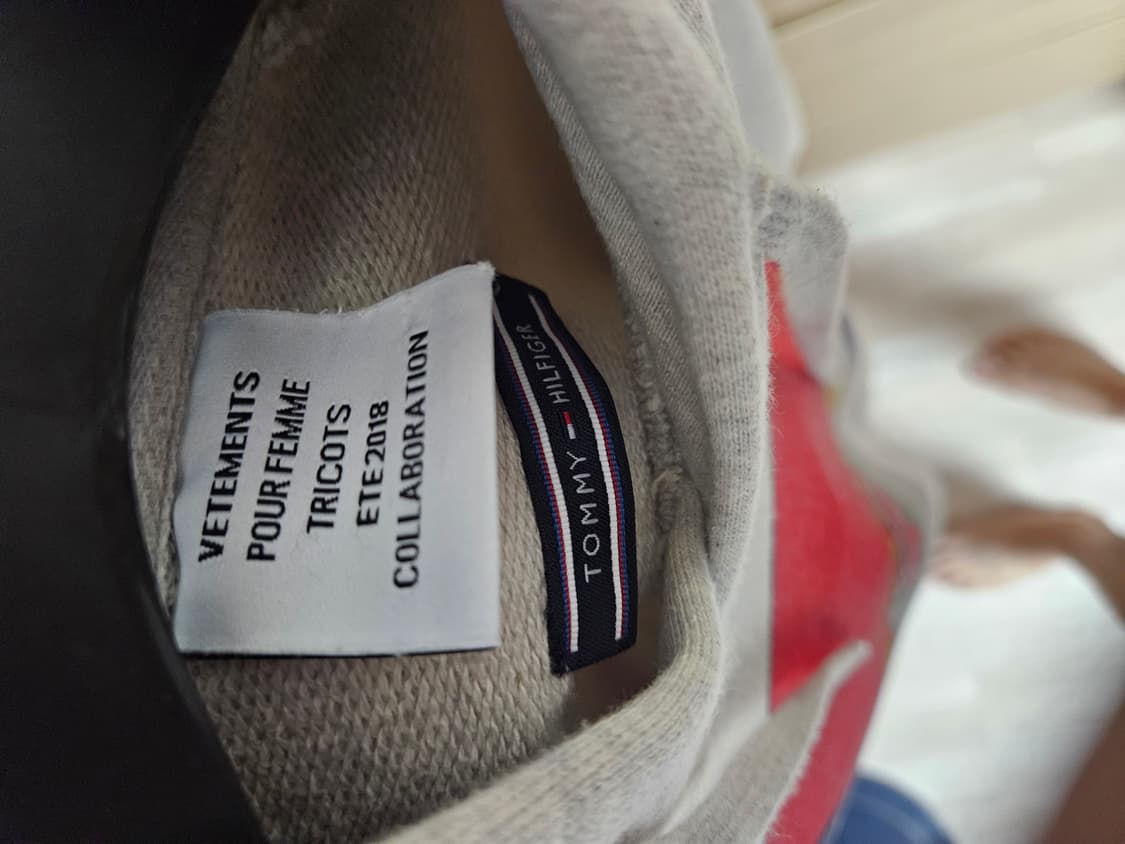 VETEMENTS
POUR FEMME
TRICOTS
ETE 2018
COLLABORATION
TOMMY HILFIGER